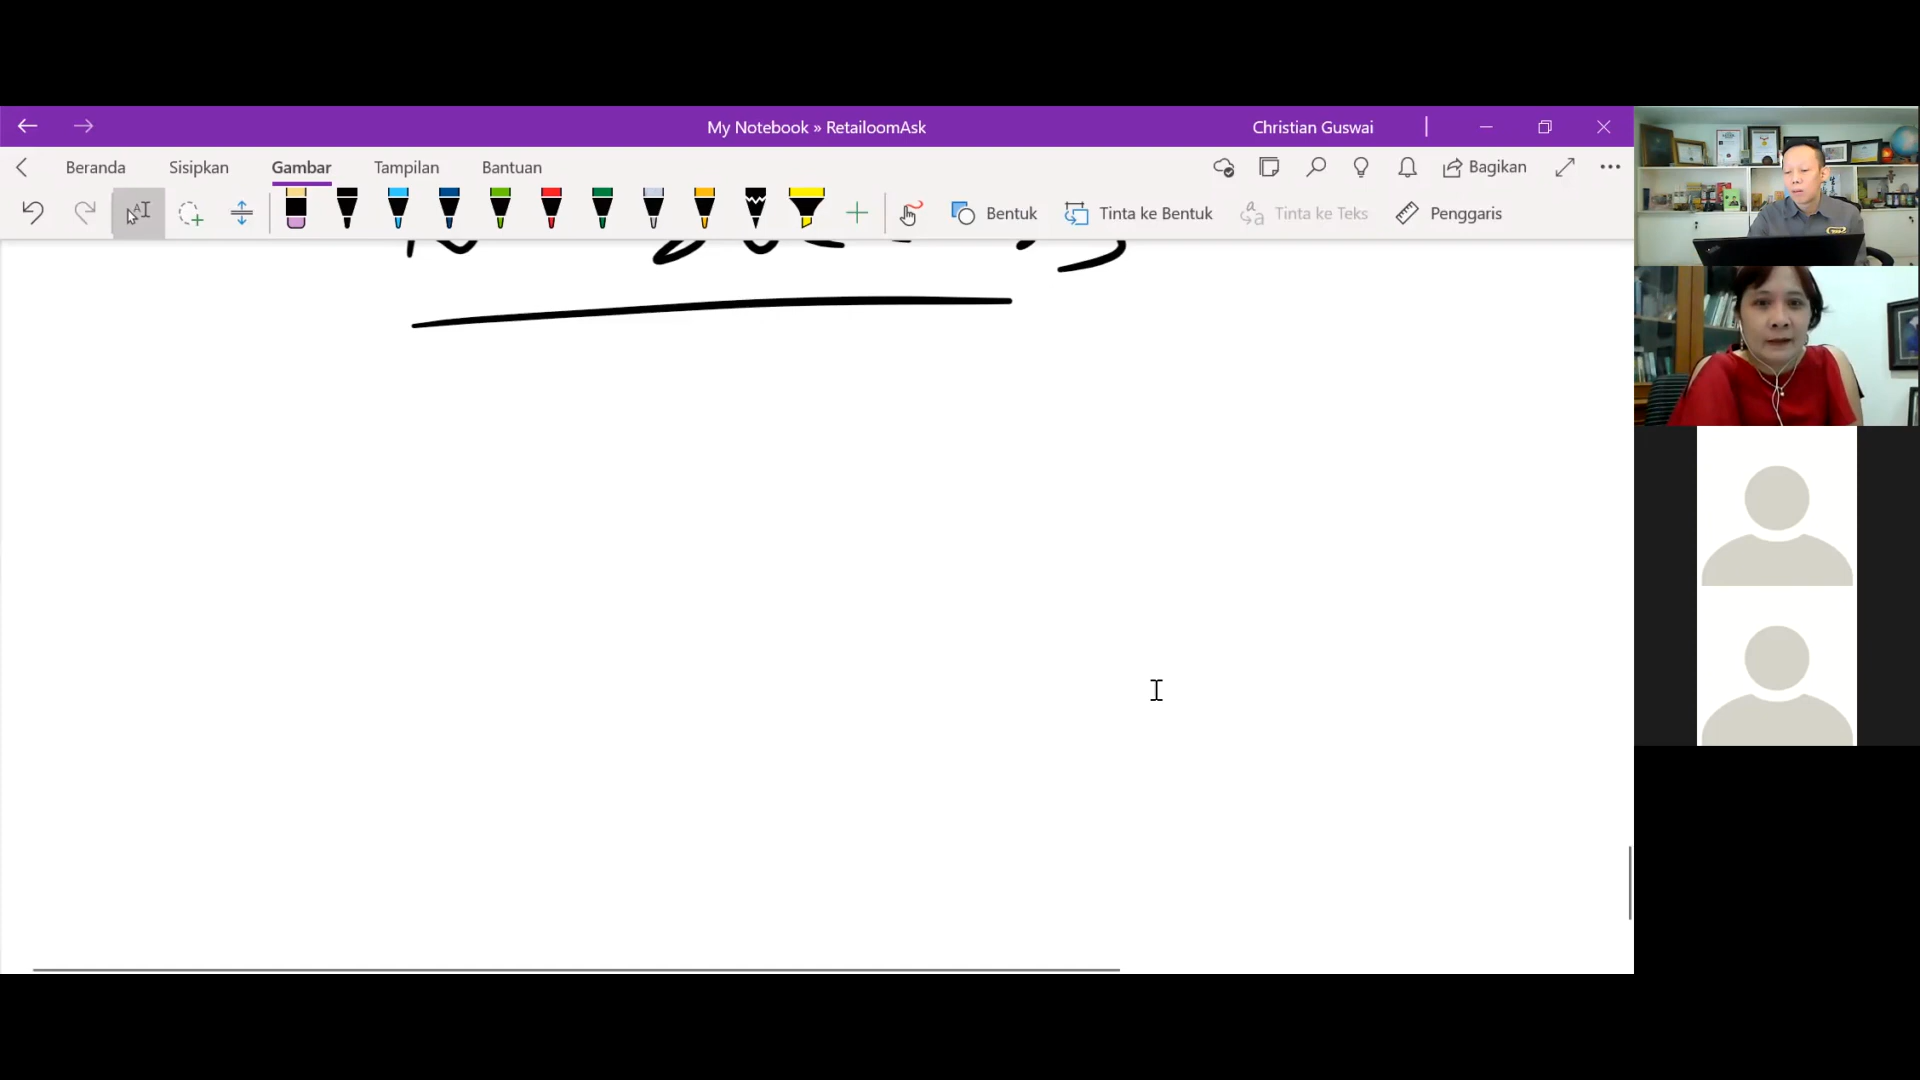 My Notebook » RetailoomAsk
Christian Guswai
Beranda
Sisipkan
Gambar
Tampilan
Bantuan
Bagikan
Bentuk
Tinta ke Bentuk
Tinta ke Teks
Penggaris